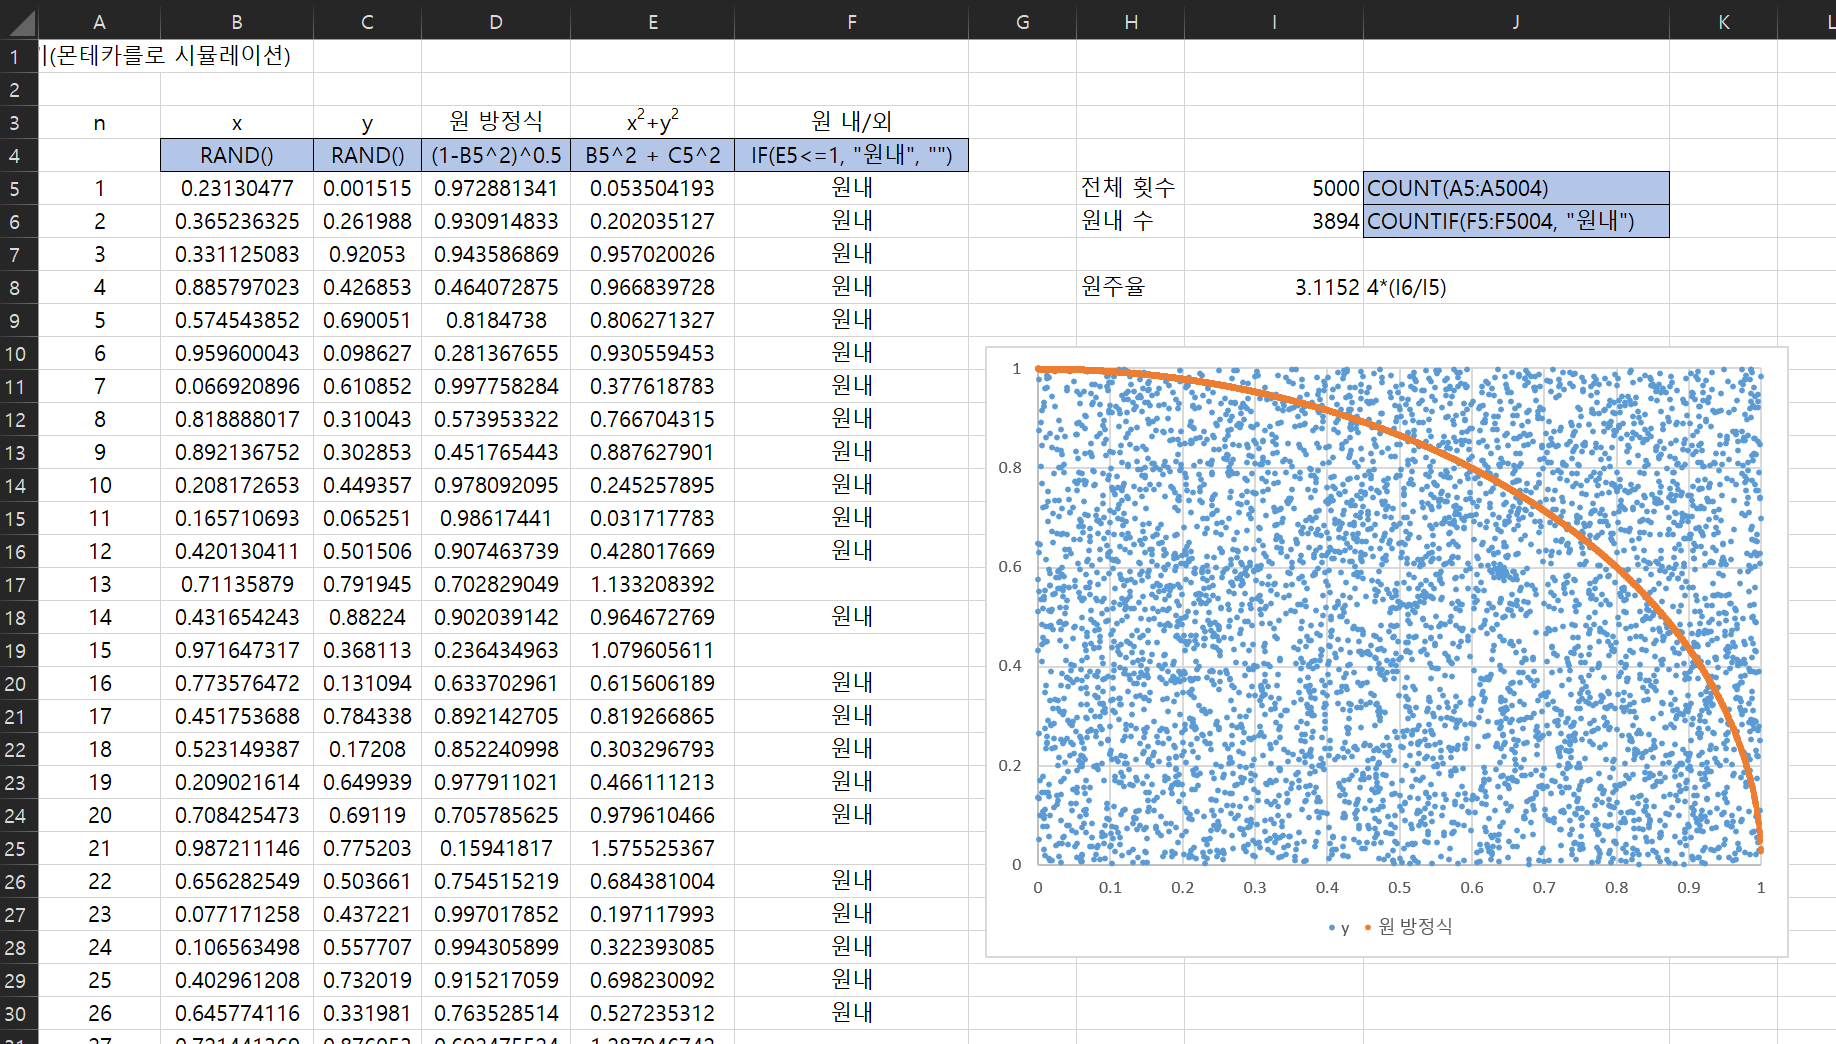 A B C D E F G H I J K L
1 (몬테카를로 시뮬레이션)
2
3 n x y 원 방정식 x²+y² 원 내/외
4 RAND() RAND() (1-B5^2)^0.5 B5^2 + C5^2 IF(E5<=1, "원내", "")
5 1 0.23130477 0.001515 0.972881341 0.053504193 원내 전체 횟수 5000 COUNT(A5:A5004)
6 2 0.365236325 0.261988 0.930914833 0.202035127 원내 원내 수 3894 COUNTIF(F5:F5004, "원내")
7 3 0.331125083 0.92053 0.943586869 0.957020026 원내
8 4 0.885797023 0.426853 0.464072875 0.966839728 원내 원주율 3.1152 4*(I6/I5)
9 5 0.574543852 0.690051 0.8184738 0.806271327 원내
10 6 0.959600043 0.098627 0.281367655 0.930559453 원내
11 7 0.066920896 0.610852 0.997758284 0.377618783 원내
12 8 0.818888017 0.310043 0.573953322 0.766704315 원내
13 9 0.892136752 0.302853 0.451765443 0.887627901 원내
14 10 0.208172653 0.449357 0.978092095 0.245257895 원내
15 11 0.165710693 0.065251 0.98617441 0.031717783 원내
16 12 0.420130411 0.501506 0.907463739 0.428017669 원내
17 13 0.71135879 0.791945 0.702829049 1.133208392
18 14 0.431654243 0.88224 0.902039142 0.964672769 원내
19 15 0.971647317 0.368113 0.236434963 1.079605611
20 16 0.773576472 0.131094 0.633702961 0.615606189 원내
21 17 0.451753688 0.784338 0.892142705 0.819266865 원내
22 18 0.523149387 0.17208 0.852240998 0.303296793 원내
23 19 0.209021614 0.649939 0.977911021 0.466111213 원내
24 20 0.708425473 0.69119 0.705785625 0.979610466 원내
25 21 0.987211146 0.775203 0.15941817 1.575525367
26 22 0.656282549 0.503661 0.754515219 0.684381004 원내
27 23 0.077171258 0.437221 0.997017852 0.197117993 원내
28 24 0.106563498 0.557707 0.994305899 0.322393085 원내
29 25 0.402961208 0.732019 0.915217059 0.698230092 원내
30 26 0.645774116 0.331981 0.763528514 0.527235312 원내
1
0.8
0.6
0.4
0.2
0
0 0.1 0.2 0.3 0.4 0.5 0.6 0.7 0.8 0.9 1
y 원 방정식